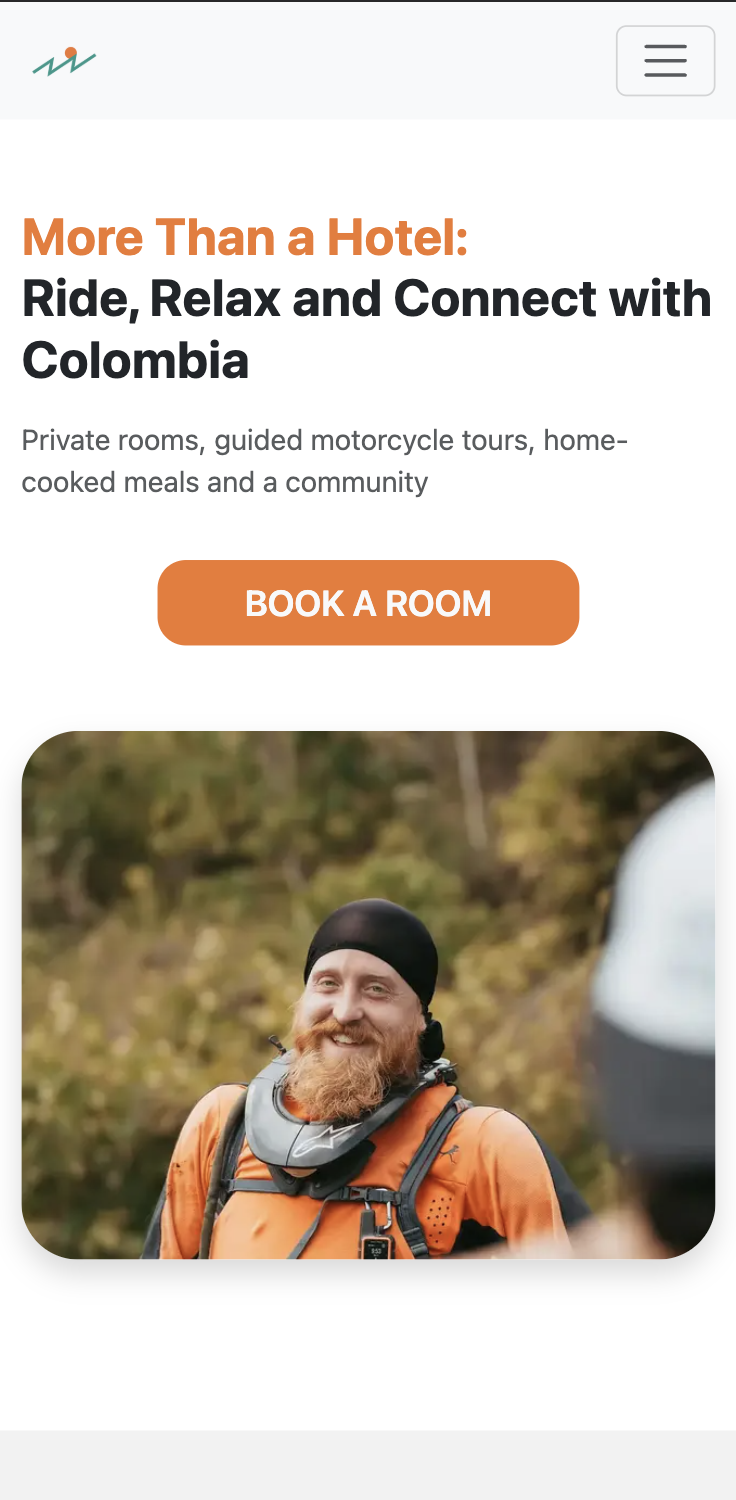 More Than a Hotel:
Ride, Relax and Connect with
Colombia
Private rooms, guided motorcycle tours, home-
cooked meals and a community
BOOK A ROOM